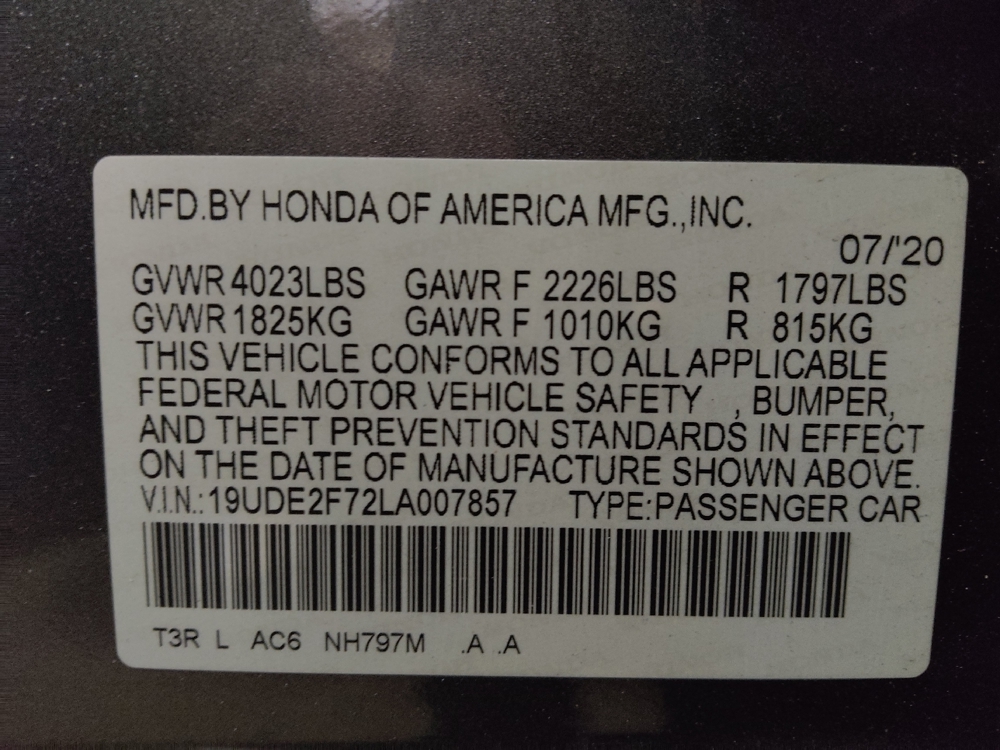 MFD.BY HONDA OF AMERICA MFG.,INC.
07/'20
GVWR 4023LBS GAWR F 2226LBS R 1797LBS
GVWR 1825KG GAWR F 1010KG R 815KG
THIS VEHICLE CONFORMS TO ALL APPLICABLE
FEDERAL MOTOR VEHICLE SAFETY , BUMPER,
AND THEFT PREVENTION STANDARDS IN EFFECT
ON THE DATE OF MANUFACTURE SHOWN ABOVE.
V.I.N.:19UDE2F72LA007857 TYPE:PASSENGER CAR
T3R L AC6 NH797M .A .A